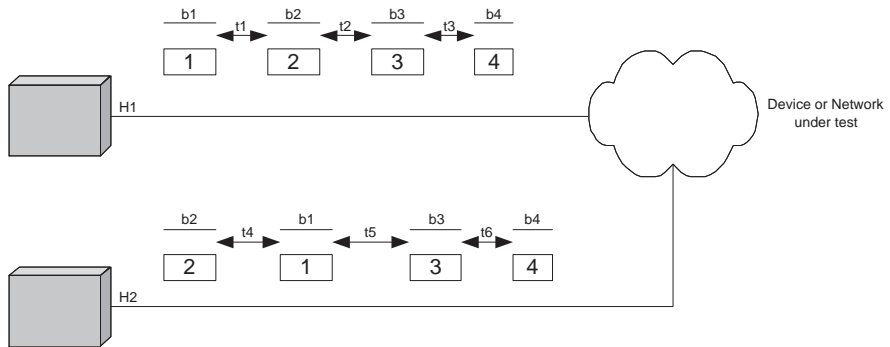 b1 b2 b3 b4
t1 t2 t3
1 2 3 4
H1
Device or Network
under test
b2 b1 b3 b4
t4 t5 t6
2 1 3 4
H2